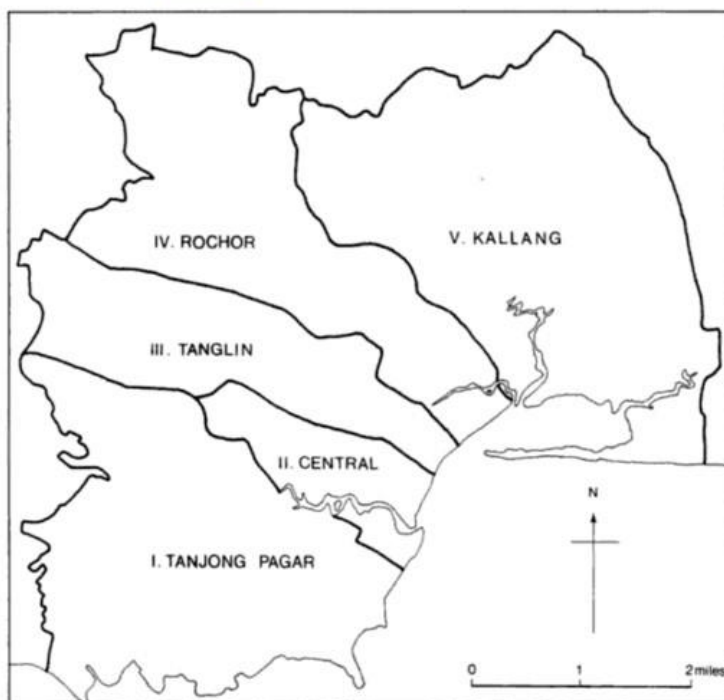 IV. ROCHOR
V. KALLANG
III. TANGLIN
II. CENTRAL
N
I. TANJONG PAGAR
0 1 2 miles